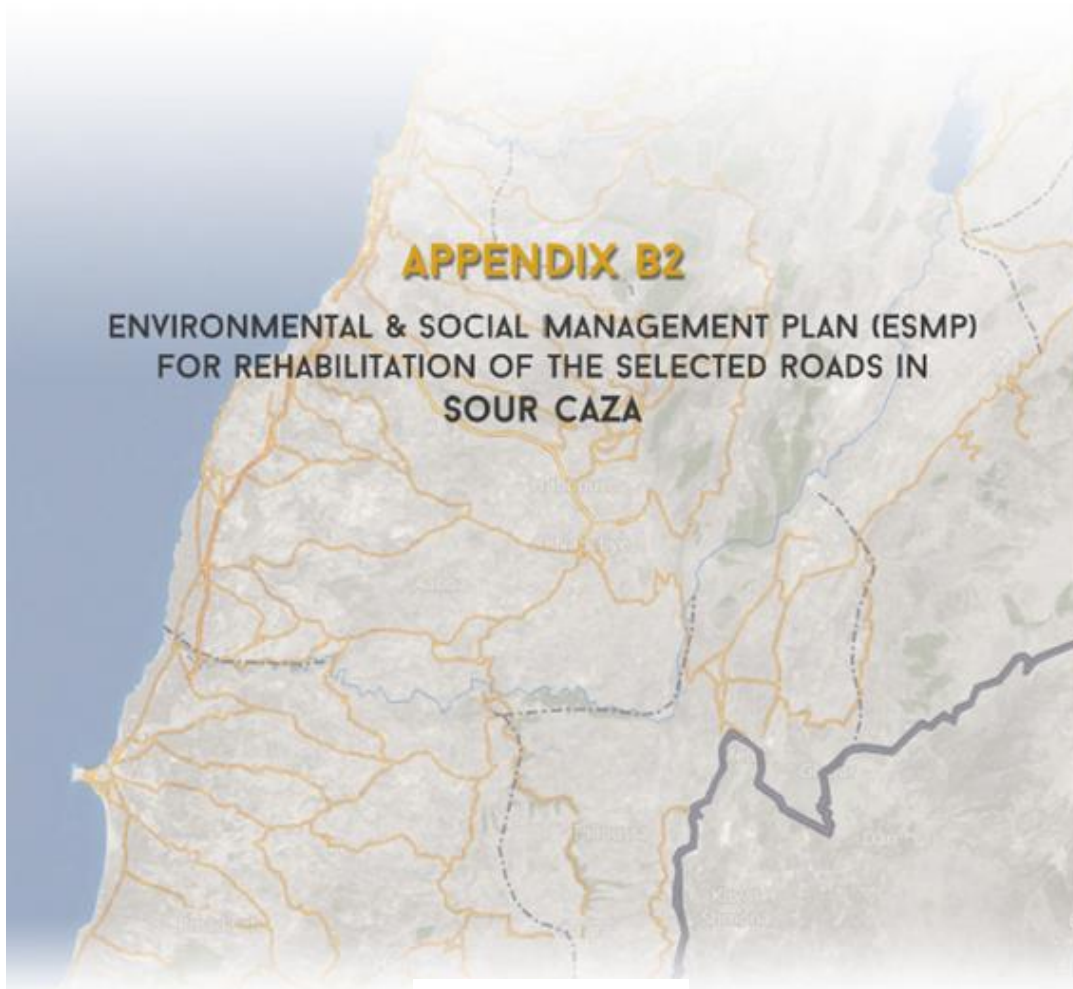 APPENDIX B2
ENVIRONMENTAL & SOCIAL MANAGEMENT PLAN (ESMP)
FOR REHABILITATION OF THE SELECTED ROADS IN
SOUR CAZA